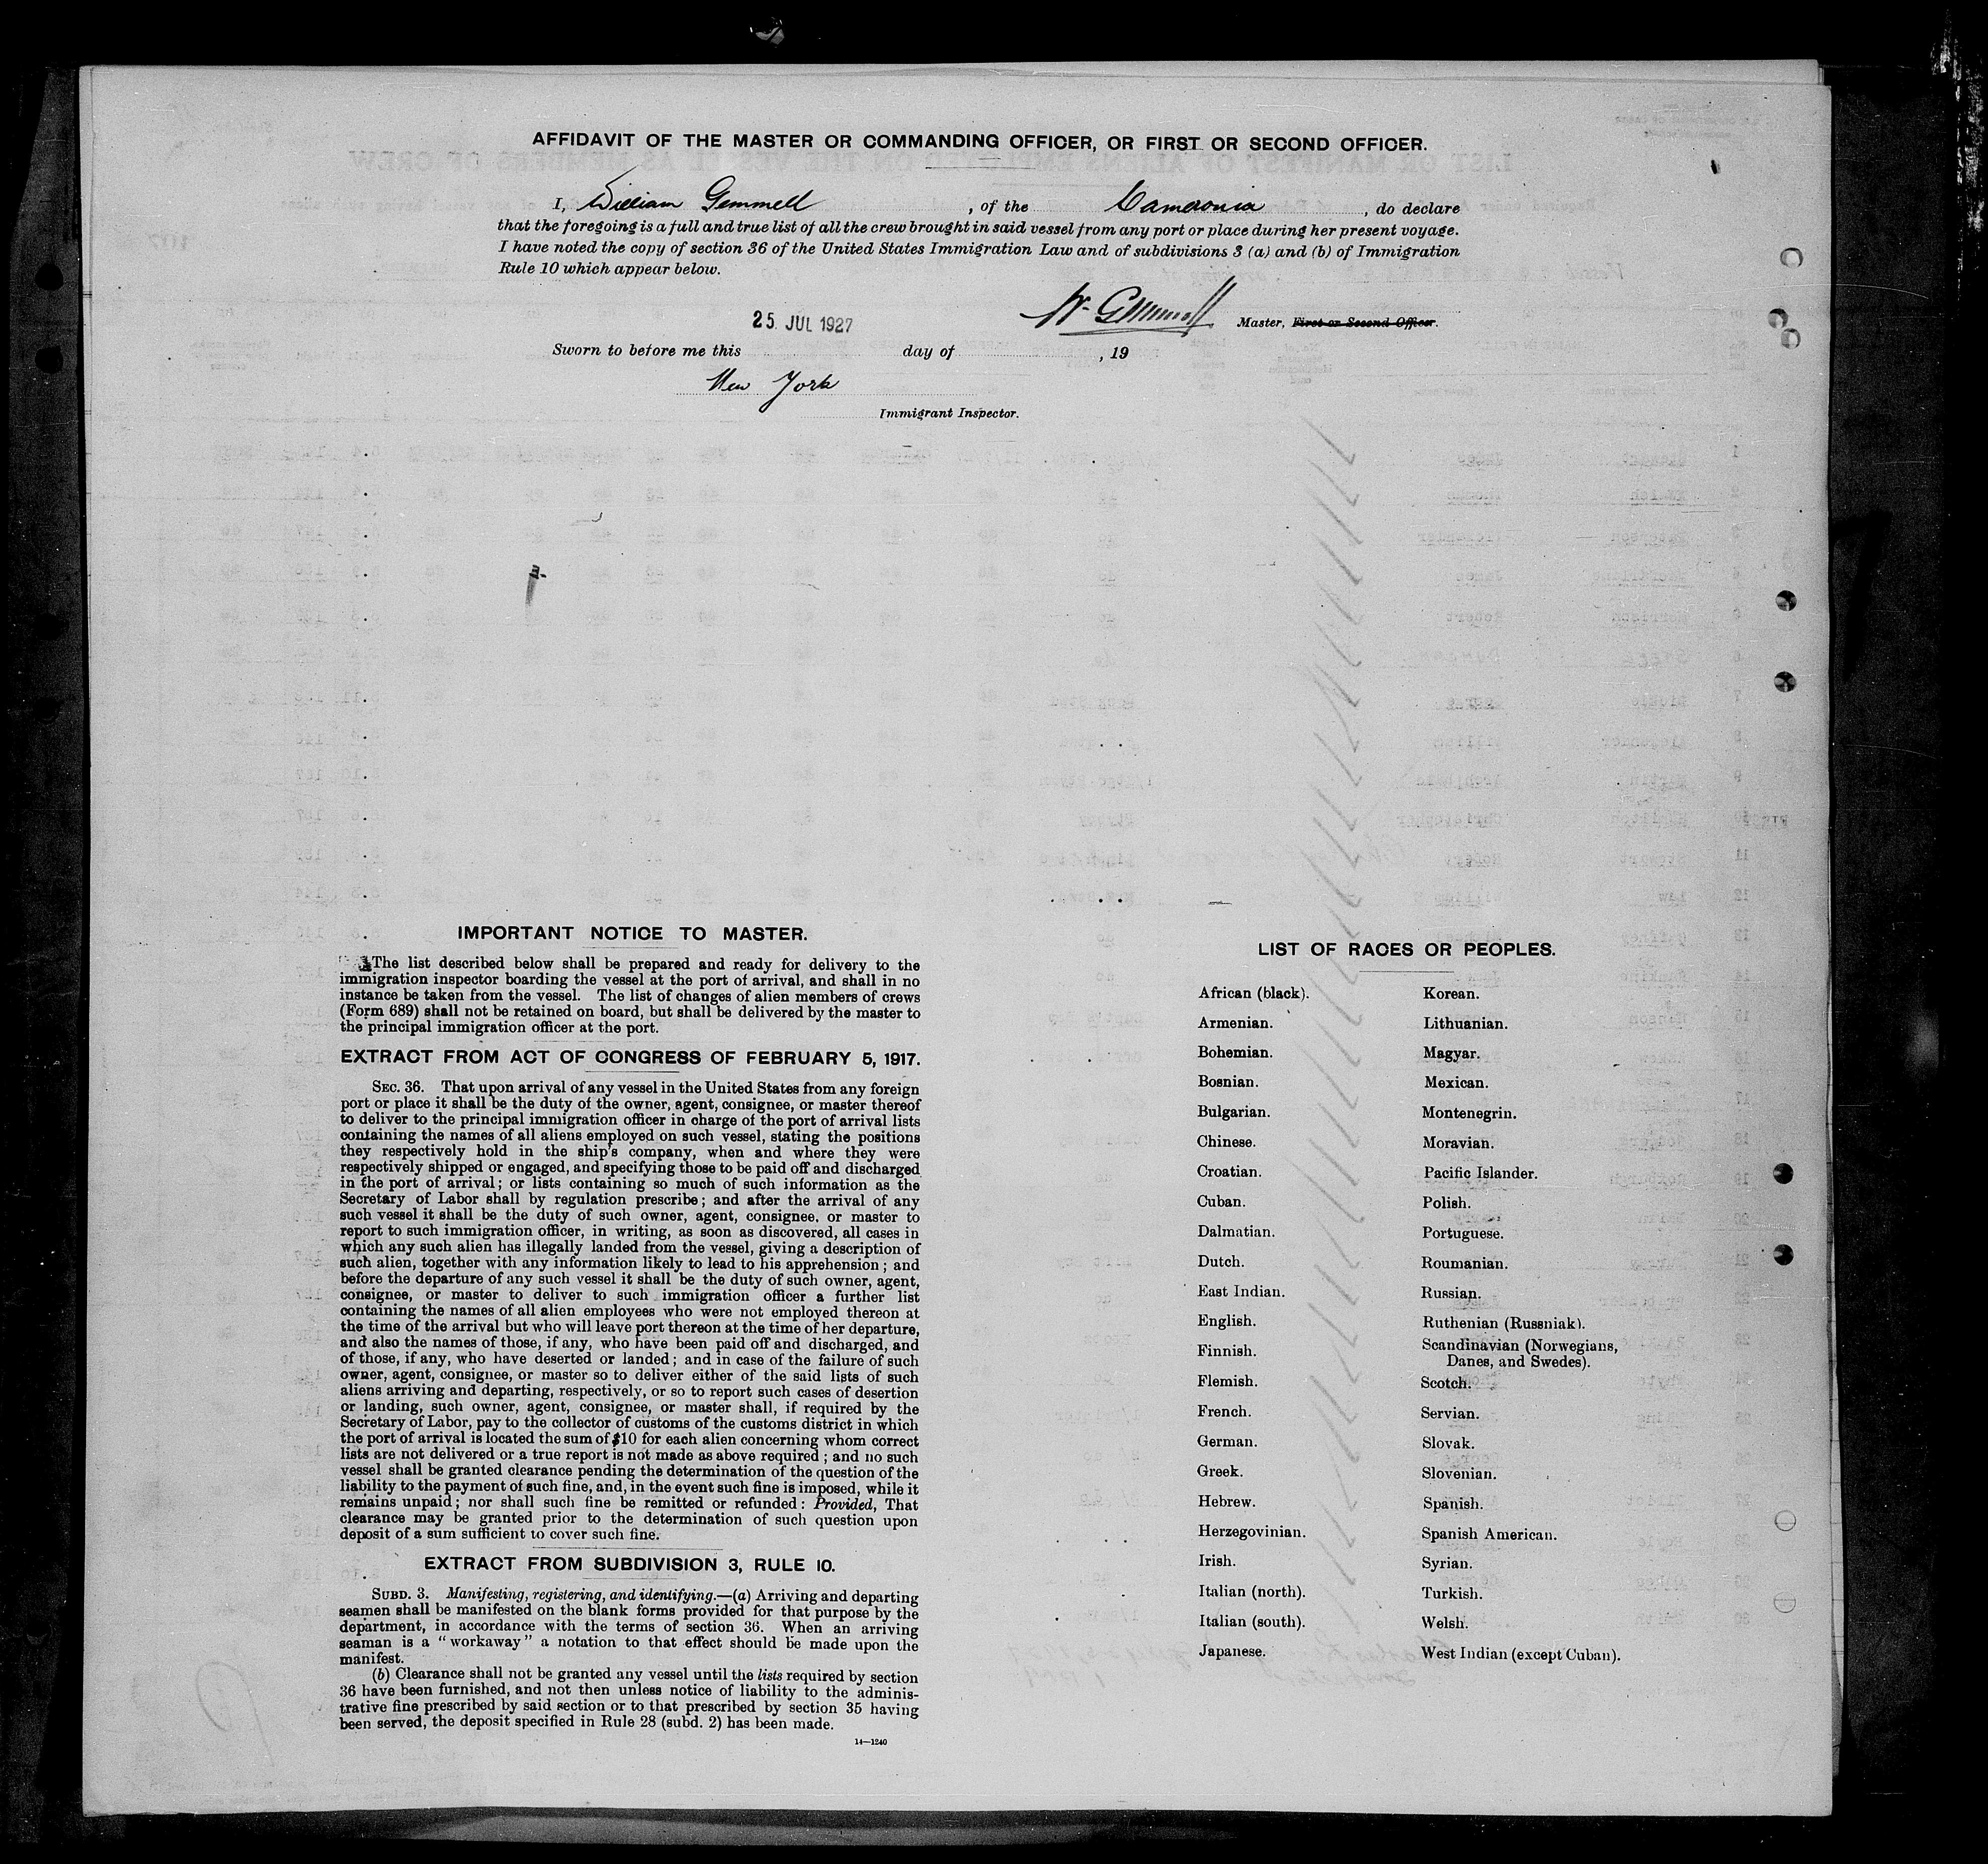 AFFIDAVIT OF THE MASTER OR COMMANDING OFFICER, OR FIRST OR SECOND OFFICER.
I, William Gemmell, of the Cameronia, do declare
that the foregoing is a full and true list of all the crew brought in said vessel from any port or place during her present voyage.
I have noted the copy of section 36 of the United States Immigration Law and of subdivisions 3 (a) and (b) of Immigration
Rule 10 which appear below.
25 JUL 1927
W. Gemmell Master, First or Second Officer.
Sworn to before me this day of , 19
New York
Immigrant Inspector.
IMPORTANT NOTICE TO MASTER.
The list described below shall be prepared and ready for delivery to the
immigration inspector boarding the vessel at the port of arrival, and shall in no
instance be taken from the vessel. The list of changes of alien members of crews
(Form 689) shall not be retained on board, but shall be delivered by the master to
the principal immigration officer at the port.
EXTRACT FROM ACT OF CONGRESS OF FEBRUARY 5, 1917.
SEC. 36. That upon arrival of any vessel in the United States from any foreign
port or place it shall be the duty of the owner, agent, consignee, or master thereof
to deliver to the principal immigration officer in charge of the port of arrival lists
containing the names of all aliens employed on such vessel, stating the positions
they respectively hold in the ship's company, when and where they were
respectively shipped or engaged, and specifying those to be paid off and discharged
in the port of arrival; or lists containing so much of such information as the
Secretary of Labor shall by regulation prescribe; and after the arrival of any
such vessel it shall be the duty of such owner, agent, consignee, or master to
report to such immigration officer, in writing, as soon as discovered, all cases in
which any such alien has illegally landed from the vessel, giving a description of
such alien, together with any information likely to lead to his apprehension; and
before the departure of any such vessel it shall be the duty of such owner, agent,
consignee, or master to deliver to such immigration officer a further list
containing the names of all alien employees who were not employed thereon at
the time of the arrival but who will leave port thereon at the time of her departure,
and also the names of those, if any, who have been paid off and discharged, and
of those, if any, who have deserted or landed; and in case of the failure of such
owner, agent, consignee, or master so to deliver either of the said lists of such
aliens arriving and departing, respectively, or so to report such cases of desertion
or landing, such owner, agent, consignee, or master shall, if required by the
Secretary of Labor, pay to the collector of customs of the customs district in which
the port of arrival is located the sum of $10 for each alien concerning whom correct
lists are not delivered or a true report is not made as above required; and no such
vessel shall be granted clearance pending the determination of the question of the
liability to the payment of such fine, and, in the event such fine is imposed, while it
remains unpaid; nor shall such fine be remitted or refunded: Provided, That
clearance may be granted prior to the determination of such question upon
deposit of a sum sufficient to cover such fine.
EXTRACT FROM SUBDIVISION 3, RULE 10.
SUBD. 3. Manifesting, registering, and identifying.—(a) Arriving and departing
seamen shall be manifested on the blank forms provided for that purpose by the
department, in accordance with the terms of section 36. When an arriving
seaman is a "workaway" a notation to that effect should be made upon the
manifest.
(b) Clearance shall not be granted any vessel until the lists required by section
36 have been furnished, and not then unless notice of liability to the adminis-
trative fine prescribed by said section or to that prescribed by section 35 having
been served, the deposit specified in Rule 28 (subd. 2) has been made.
14—1240
LIST OF RACES OR PEOPLES.
African (black).
Armenian.
Bohemian.
Bosnian.
Bulgarian.
Chinese.
Croatian.
Cuban.
Dalmatian.
Dutch.
East Indian.
English.
Finnish.
Flemish.
French.
German.
Greek.
Hebrew.
Herzegovinian.
Irish.
Italian (north).
Italian (south).
Japanese.
Korean.
Lithuanian.
Magyar.
Mexican.
Montenegrin.
Moravian.
Pacific Islander.
Polish.
Portuguese.
Roumanian.
Russian.
Ruthenian (Russniak).
Scandinavian (Norwegians,
Danes, and Swedes).
Scotch.
Servian.
Slovak.
Slovenian.
Spanish.
Spanish American.
Syrian.
Turkish.
Welsh.
West Indian (except Cuban).